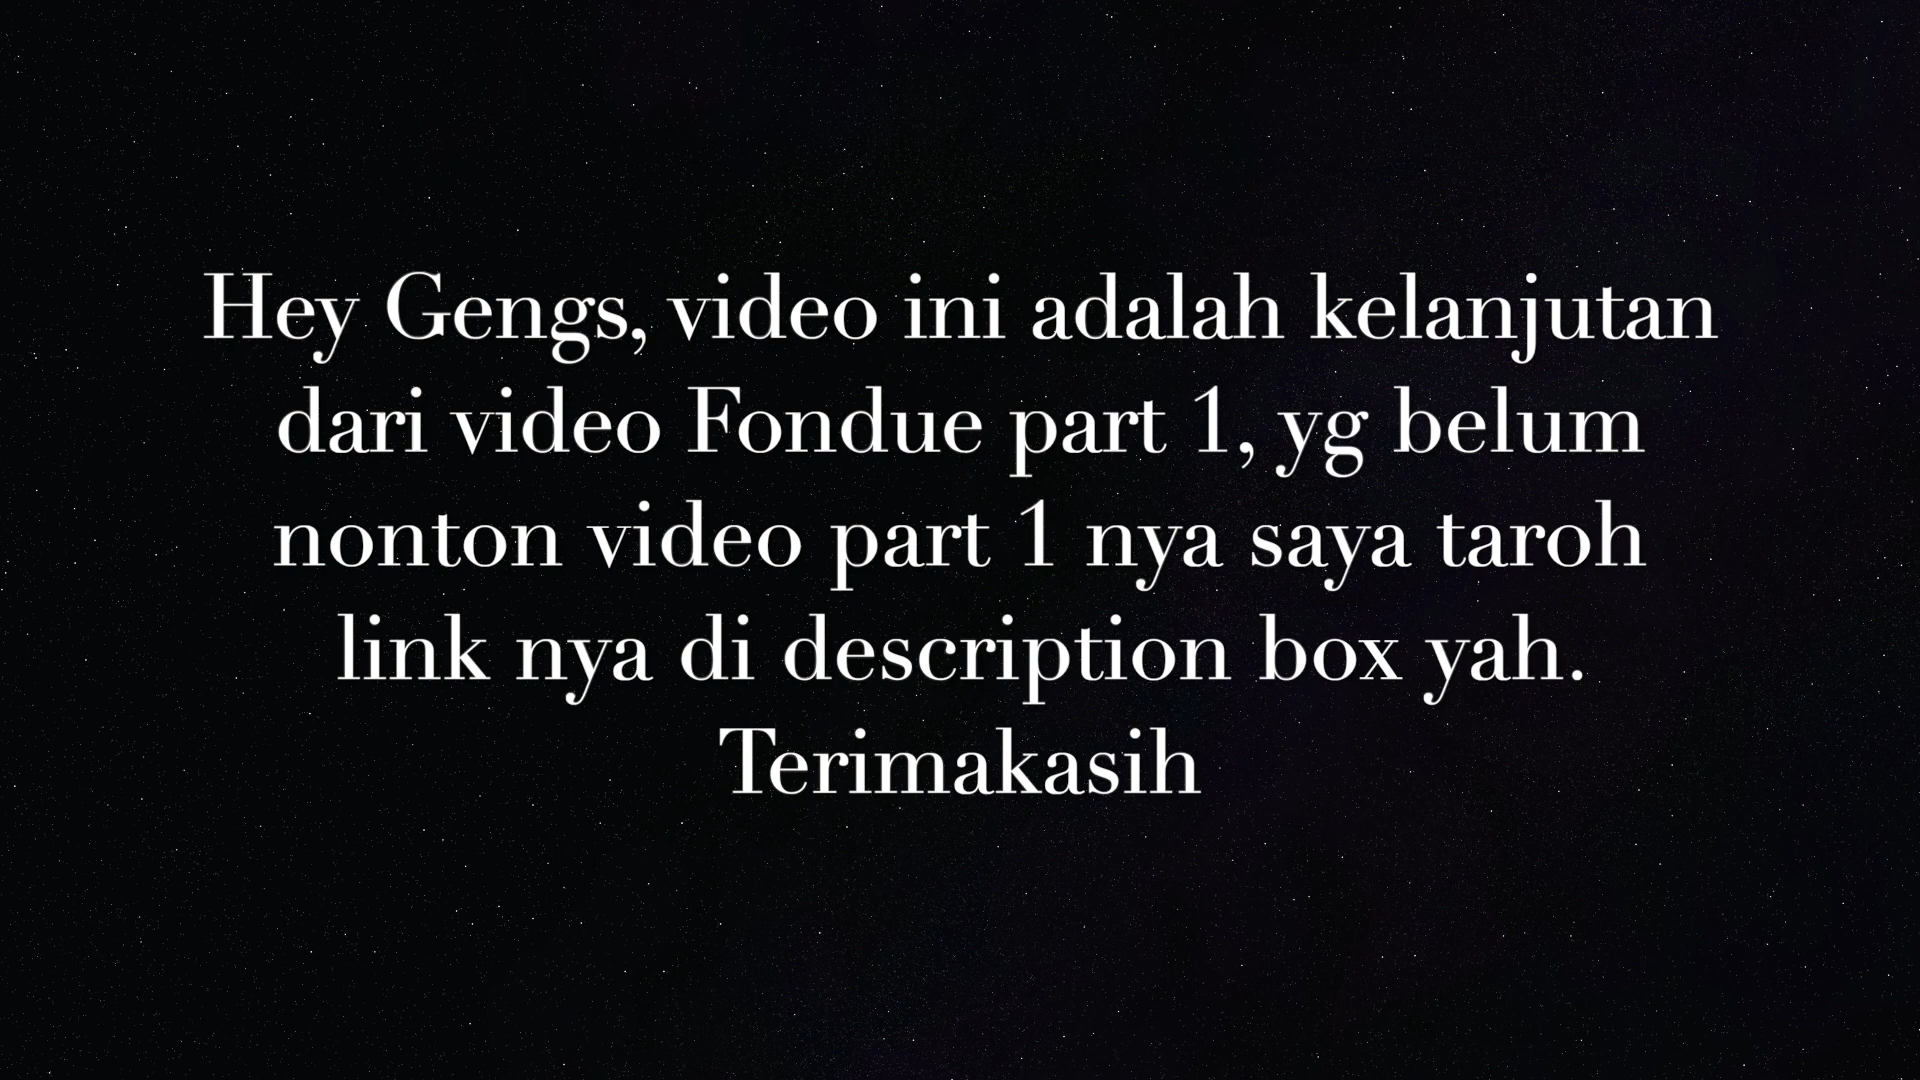 Hey Gengs, video ini adalah kelanjutan
dari video Fondue part 1, yg belum
nonton video part 1 nya saya taroh
link nya di description box yah.
Terimakasih